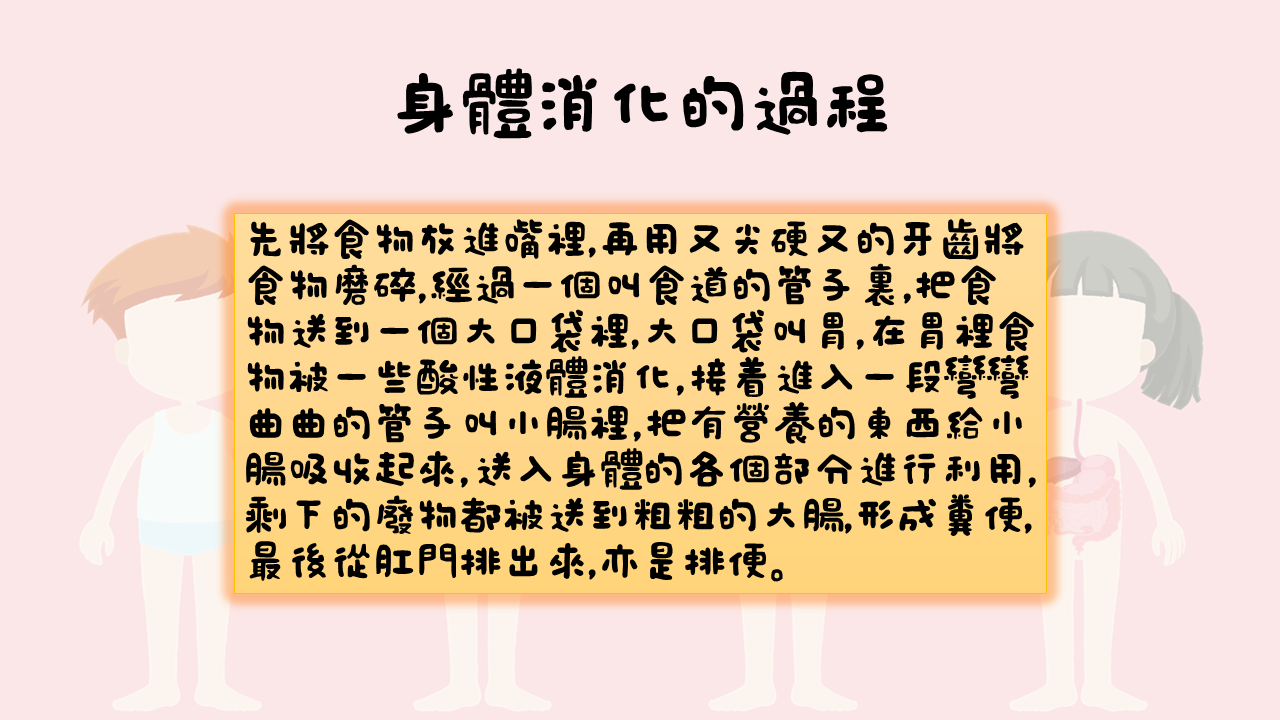 身體消化的過程
先將食物放進嘴裡,再用又尖硬又的牙齒將
食物磨碎,經過一個叫食道的管子裏,把食
物送到一個大口袋裡,大口袋叫胃,在胃裡食
物被一些酸性液體消化,接着進入一段彎彎
曲曲的管子叫小腸裡,把有營養的東西給小
腸吸收起來,送入身體的各個部分進行利用,
剩下的廢物都被送到粗粗的大腸,形成糞便,
最後從肛門排出來,亦是排便。